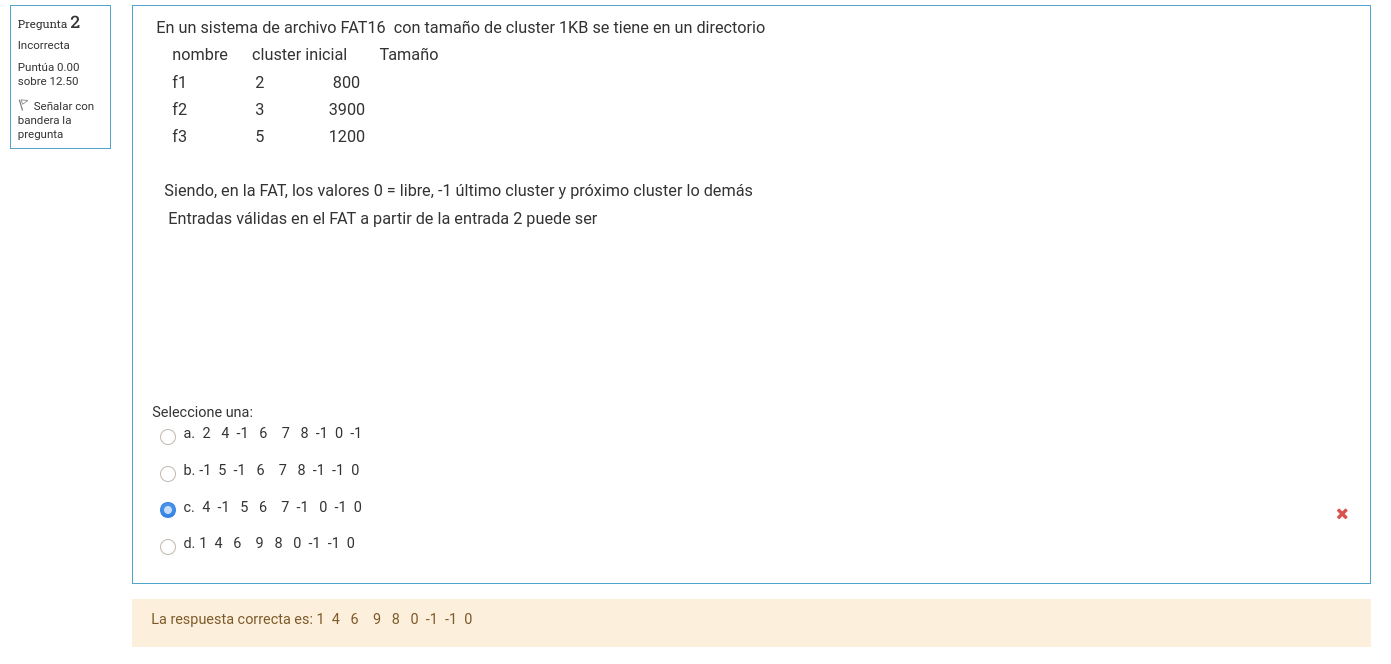 Pregunta 2
Incorrecta
Puntúa 0.00
sobre 12.50
Señalar con
bandera la
pregunta
En un sistema de archivo FAT16 con tamaño de cluster 1KB se tiene en un directorio
nombre cluster inicial Tamaño
f1 2 800
f2 3 3900
f3 5 1200
Siendo, en la FAT, los valores 0 = libre, -1 último cluster y próximo cluster lo demás
Entradas válidas en el FAT a partir de la entrada 2 puede ser
Seleccione una:
a. 2 4 -1 6 7 8 -1 0 -1
b. -1 5 -1 6 7 8 -1 -1 0
c. 4 -1 5 6 7 -1 0 -1 0
d. 1 4 6 9 8 0 -1 -1 0
La respuesta correcta es: 1 4 6 9 8 0 -1 -1 0